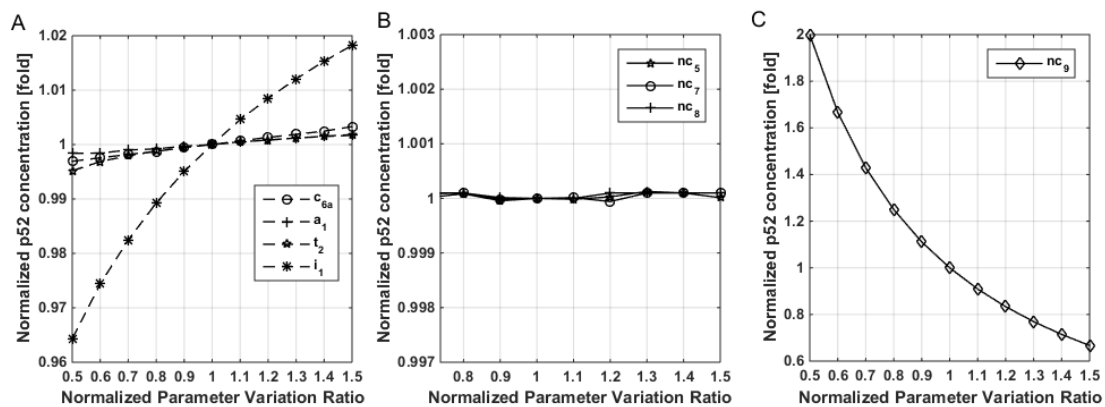 A
B
C
1.02
1.01
1
0.99
0.98
0.97
0.96
Normalized p52 concentration [fold]
c6a
a1
t2
i1
0.5 0.6 0.7 0.8 0.9 1 1.1 1.2 1.3 1.4 1.5
Normalized Parameter Variation Ratio
1.003
1.002
1.001
1
0.999
0.998
0.997
Normalized p52 concentration [fold]
nc5
nc7
nc8
0.8 0.9 1 1.1 1.2 1.3 1.4 1.5
Normalized Parameter Variation Ratio
2
1.8
1.6
1.4
1.2
1
0.8
0.6
Normalized p52 concentration [fold]
nc9
0.5 0.6 0.7 0.8 0.9 1 1.1 1.2 1.3 1.4 1.5
Normalized Parameter Variation Ratio